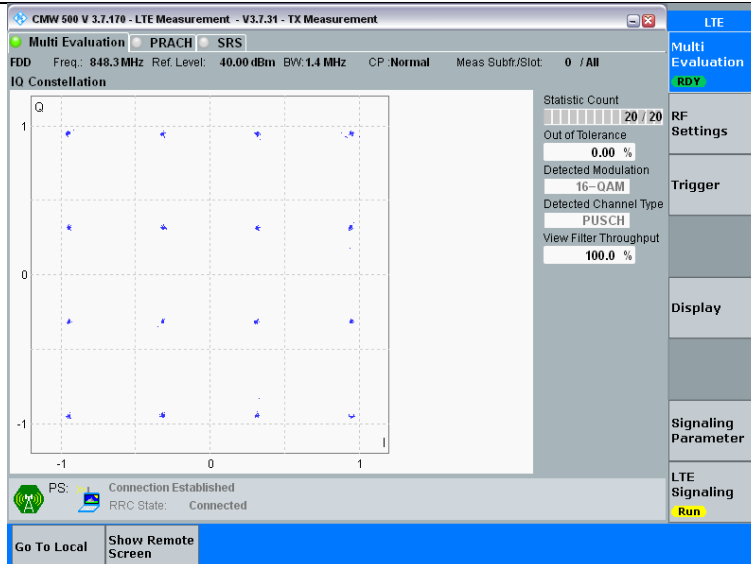 CMW 500 V 3.7.170 - LTE Measurement - V3.7.31 - TX Measurement
LTE
Multi Evaluation PRACH SRS
FDD Freq.: 848.3 MHz Ref. Level: 40.00 dBm BW: 1.4 MHz CP : Normal Meas Subfr./Slot: 0 / All
IQ Constellation
Q
1
0
-1
-1 0 1
I
Statistic Count
20 / 20
Out of Tolerance
0.00 %
Detected Modulation
16-QAM
Detected Channel Type
PUSCH
View Filter Throughput
100.0 %
Multi
Evaluation
RDY
RF
Settings
Trigger
Display
Signaling
Parameter
LTE
Signaling
Run
PS: Connection Established
RRC State: Connected
Go To Local
Show Remote
Screen